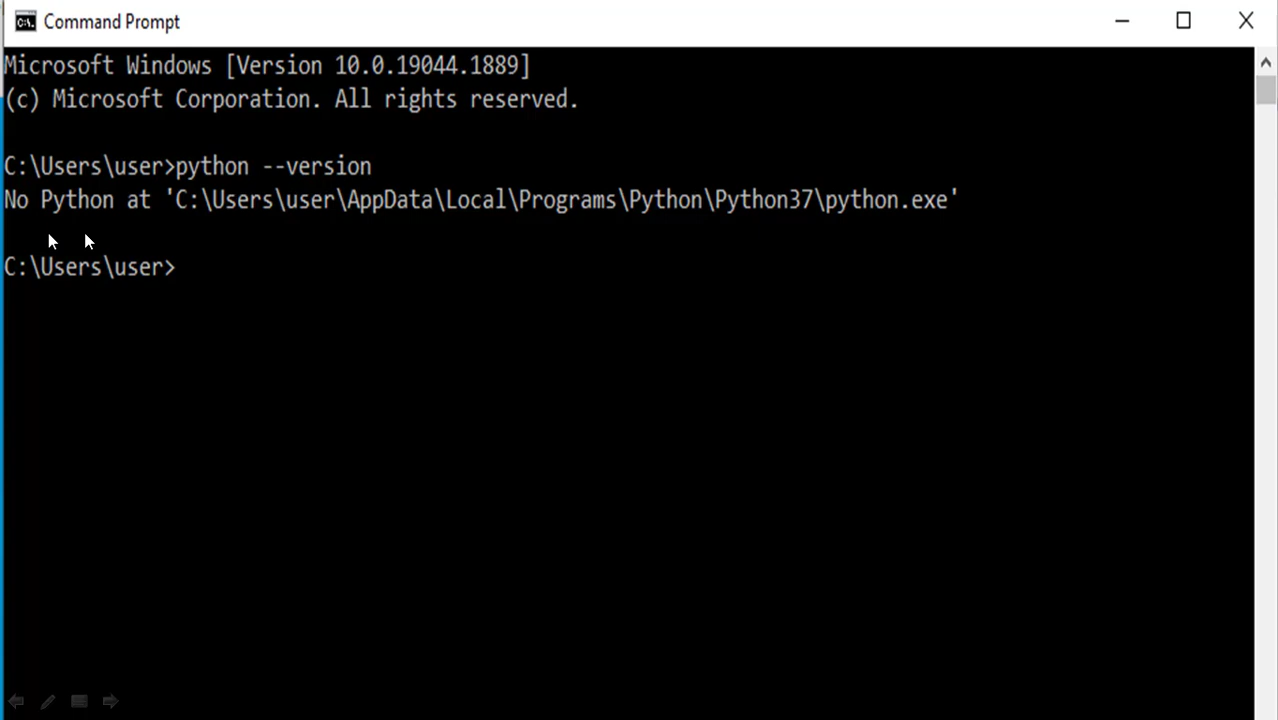 Command Prompt
Microsoft Windows [Version 10.0.19044.1889]
(c) Microsoft Corporation. All rights reserved.
C:\Users\user>python --version
No Python at 'C:\Users\user\AppData\Local\Programs\Python\Python37\python.exe'
C:\Users\user>